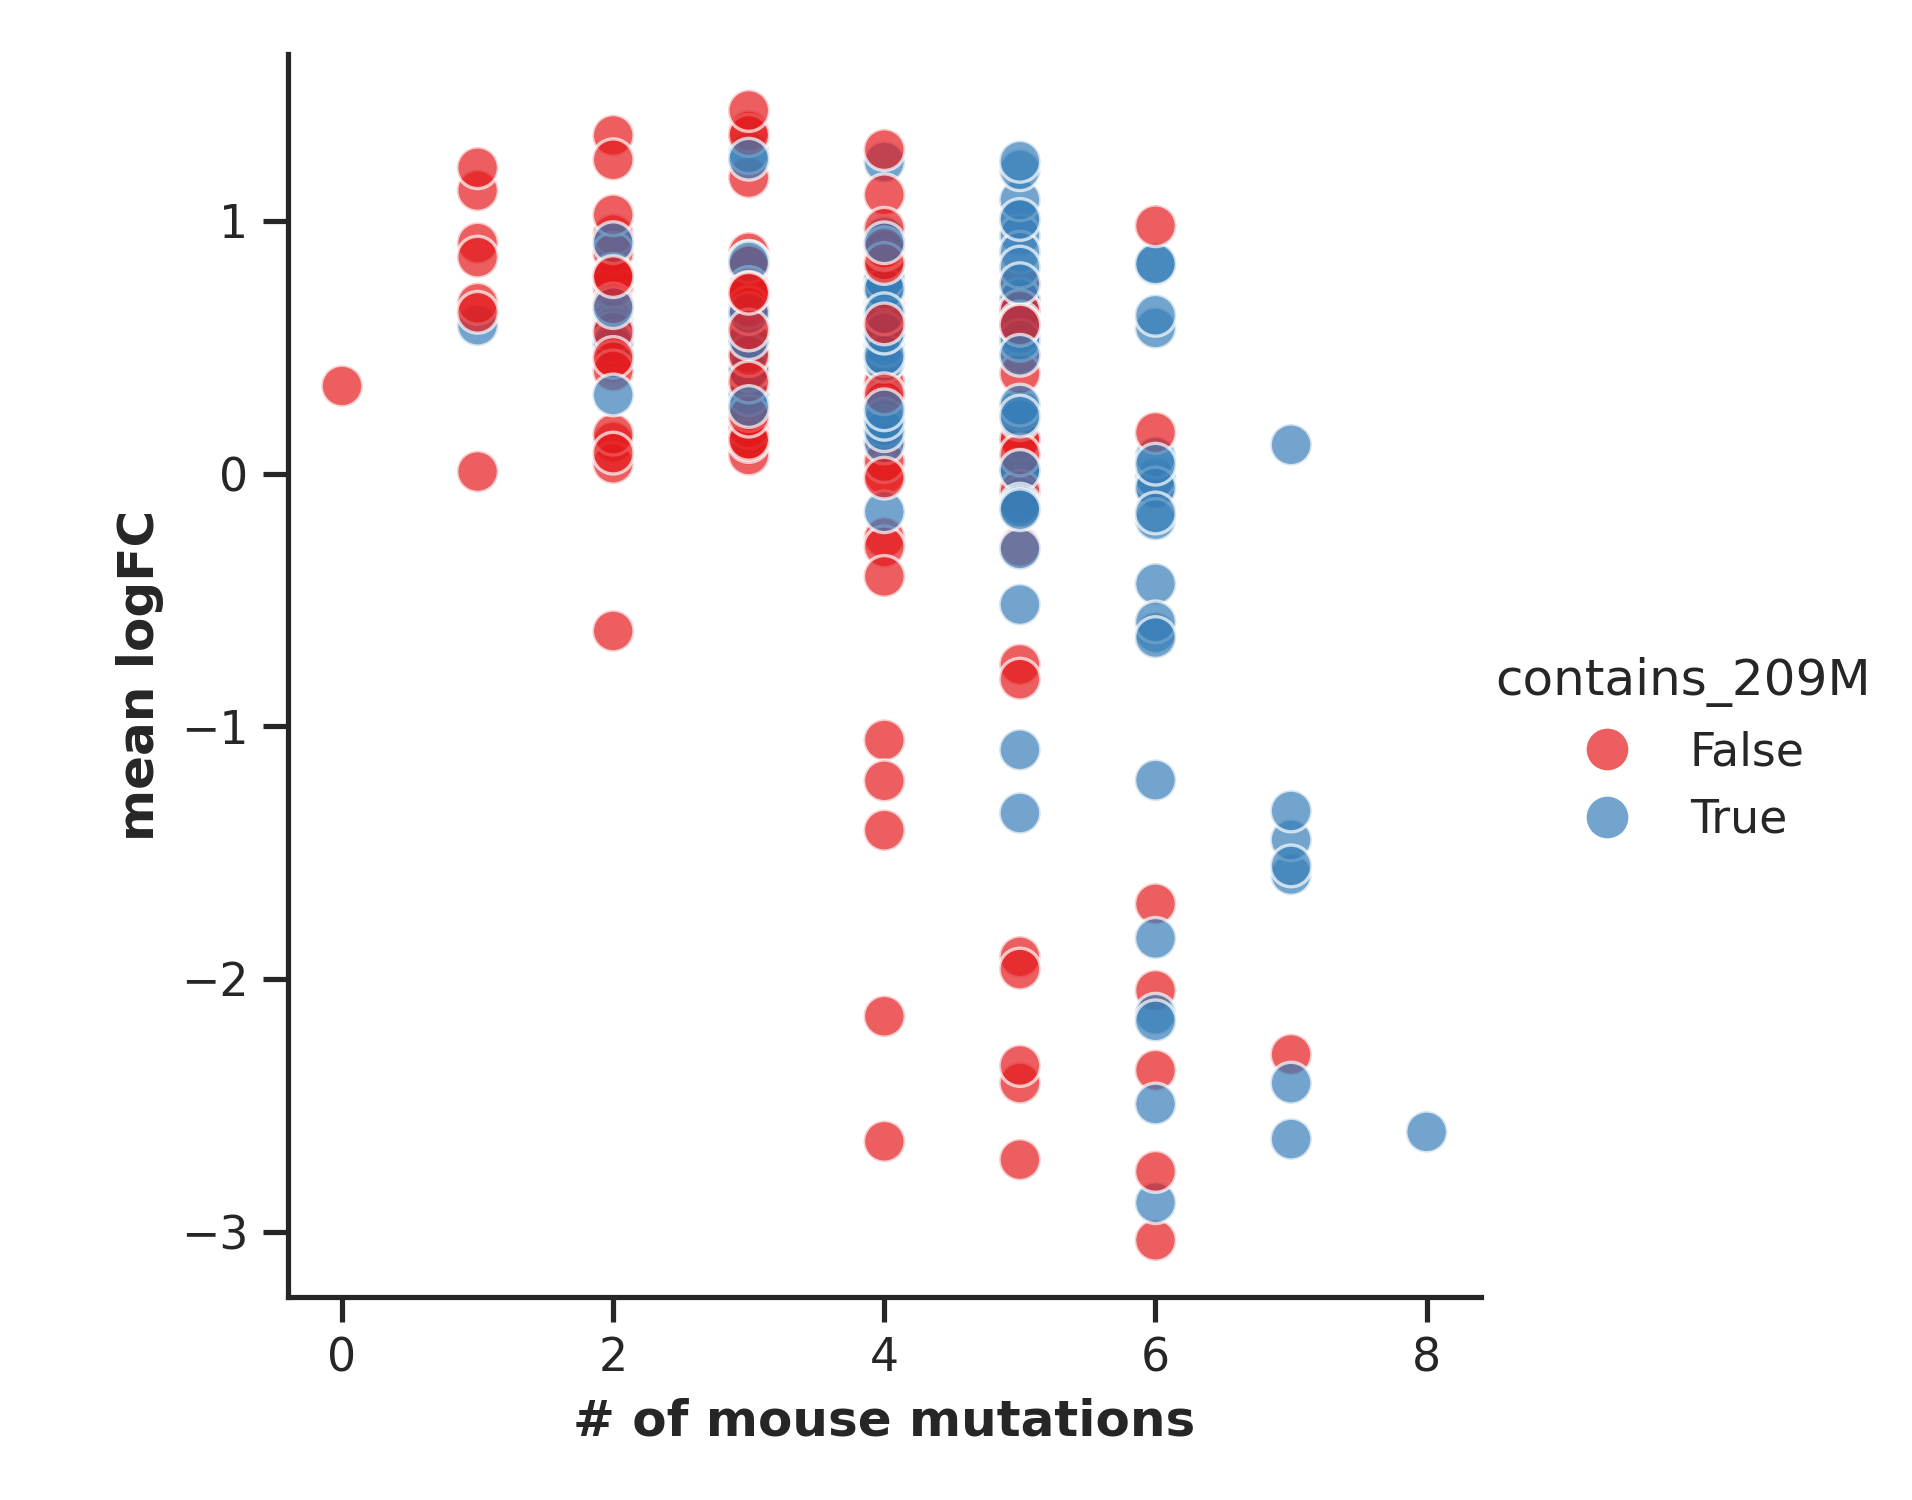 1
0
−1
−2
−3
mean logFC
0 2 4 6 8
# of mouse mutations
contains_209M
False
True